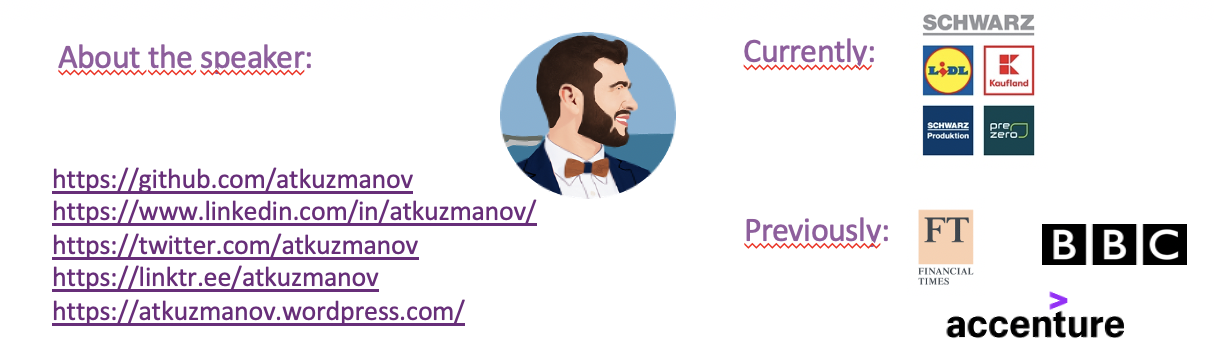 About the speaker:
https://github.com/atkuzmanov
https://www.linkedin.com/in/atkuzmanov/
https://twitter.com/atkuzmanov
https://linktr.ee/atkuzmanov
https://atkuzmanov.wordpress.com/
Currently:
SCHWARZ
LiDL
Kaufland
SCHWARZ
Produktion
pre
zero
Previously:
FT
FINANCIAL
TIMES
BBC
>
accenture